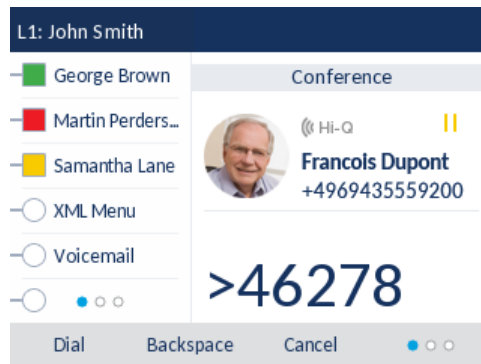 L1: John Smith
George Brown
Martin Perders...
Samantha Lane
XML Menu
Voicemail
Conference
Hi-Q
Francois Dupont
+4969435559200
>46278
Dial Backspace Cancel